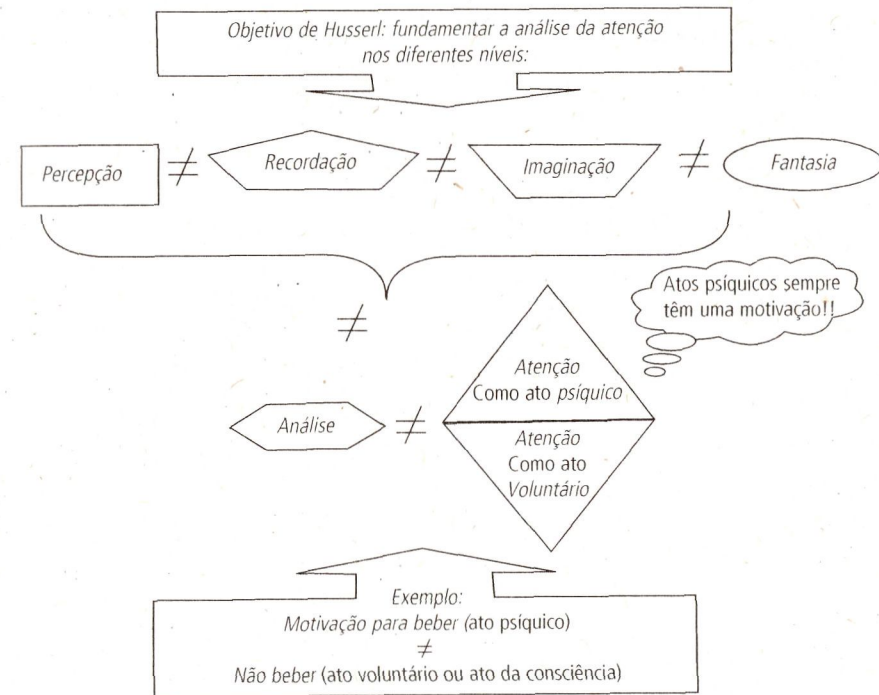 Objetivo de Husserl: fundamentar a análise da atenção
nos diferentes níveis:
Percepção ≠ Recordação ≠ Imaginação ≠ Fantasia
≠
Atos psíquicos sempre
têm uma motivação!!
Análise ≠
Atenção
Como ato psíquico
Atenção
Como ato
Voluntário
Exemplo:
Motivação para beber (ato psíquico)
≠
Não beber (ato voluntário ou ato da consciência)